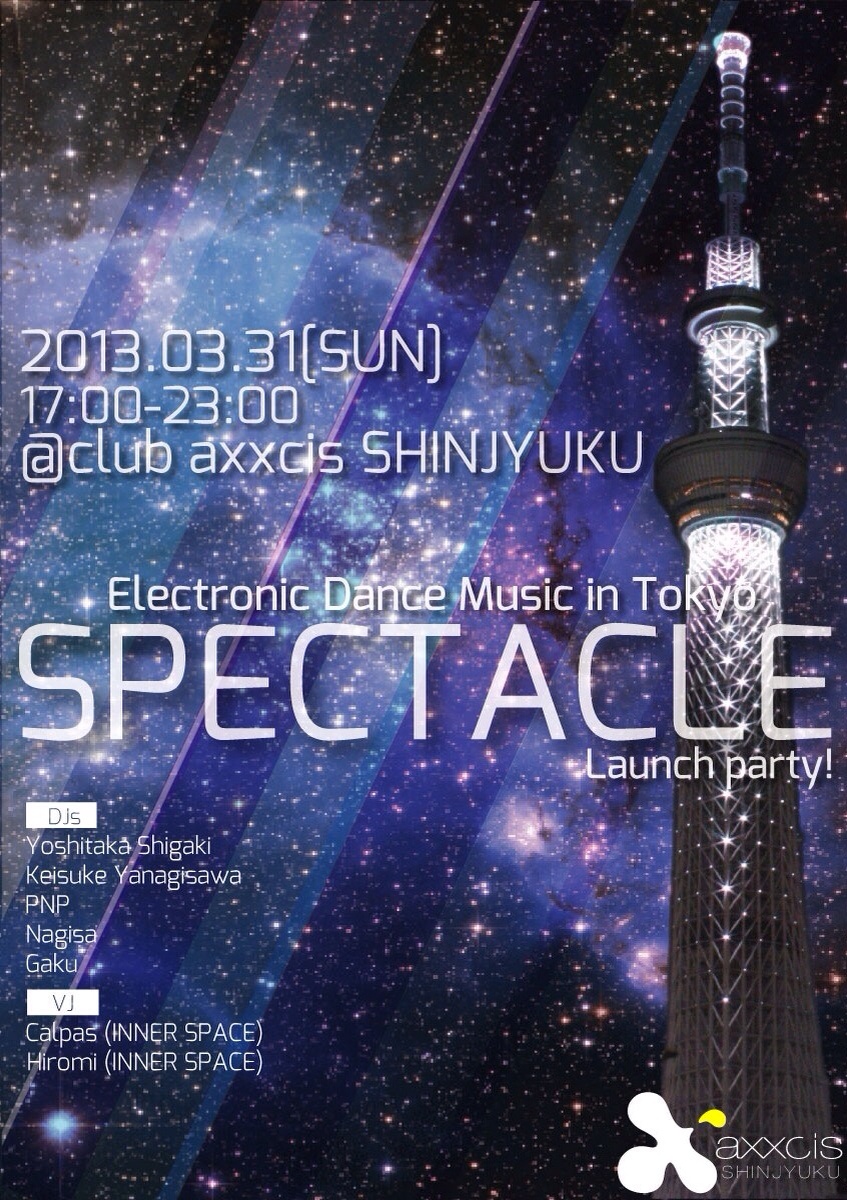 2013.03.31[SUN]
17:00-23:00
@club axxcis SHINJYUKU
Electronic Dance Music in Tokyo
SPECTACLE
Launch party!
DJs
Yoshitaka Shigaki
Keisuke Yanagisawa
PNP
Nagisa
Gaku
VJ
Calpas (INNER SPACE)
Hiromi (INNER SPACE)
axxcis
SHINJYUKU